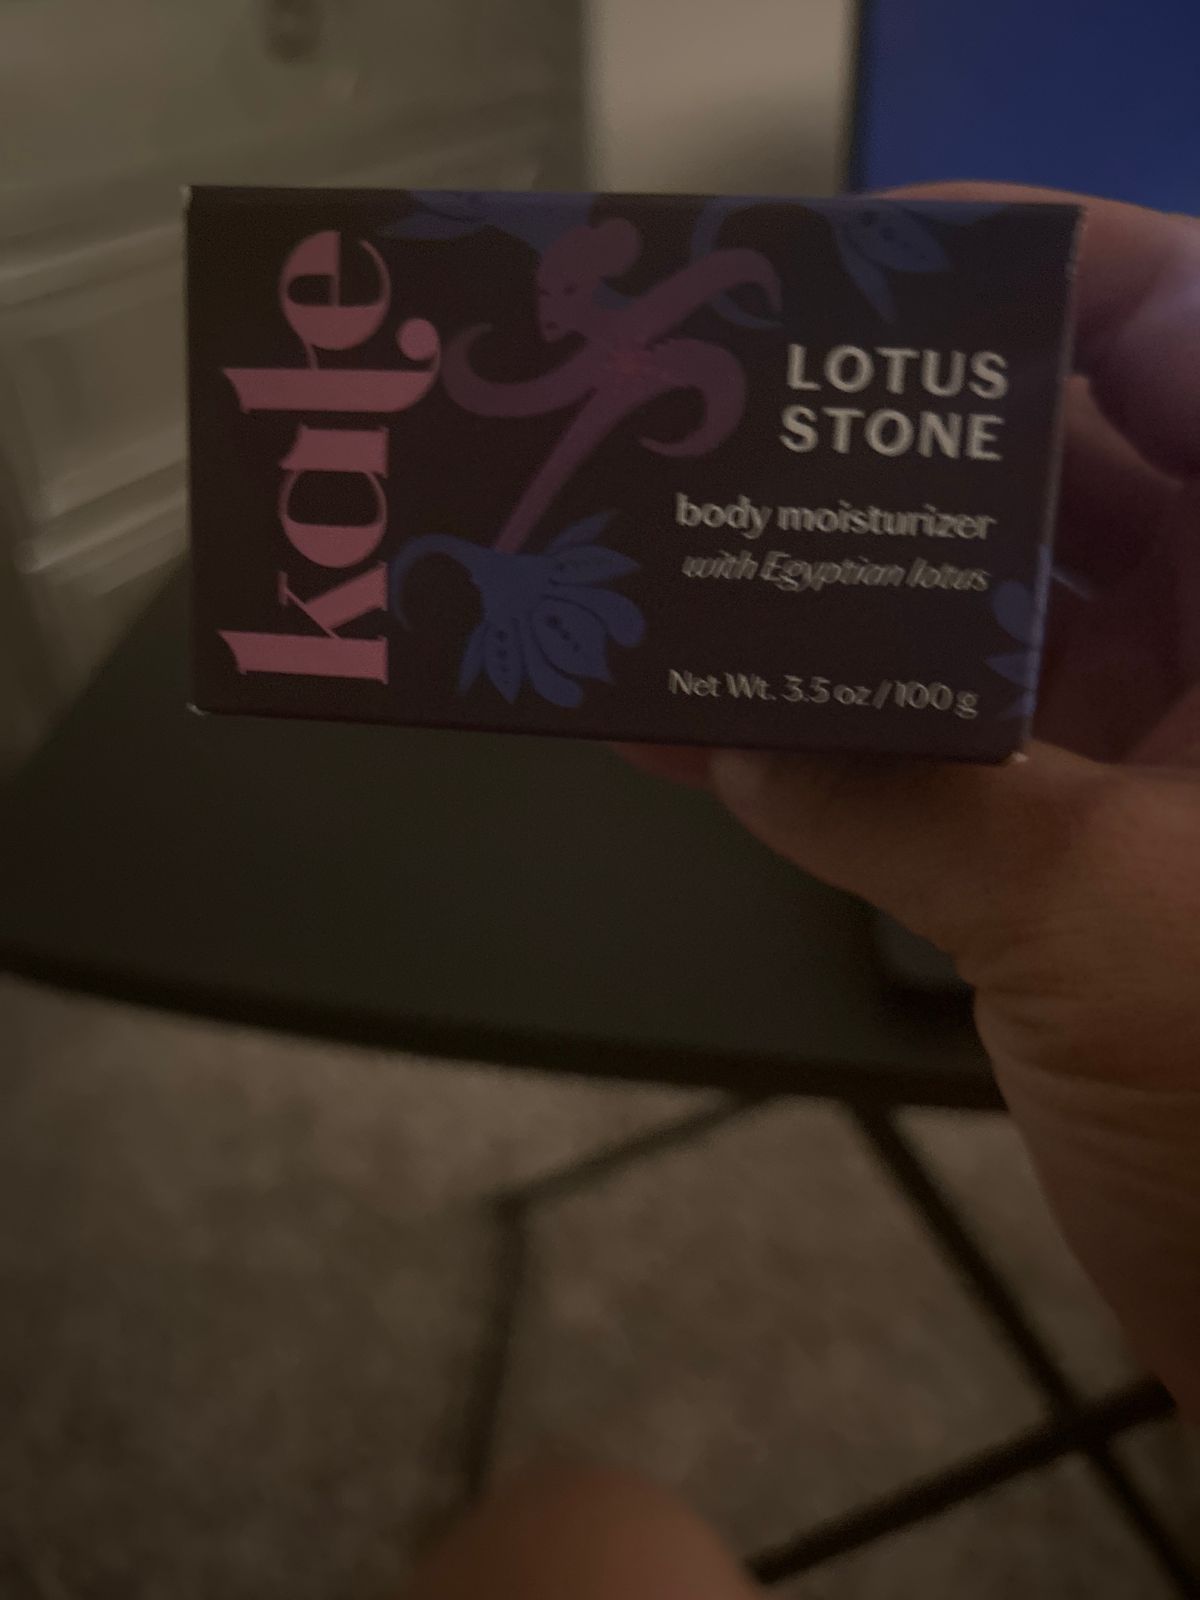 kate
LOTUS
STONE
body moisturizer
with Egyptian lotus
Net Wt. 3.5 oz / 100 g